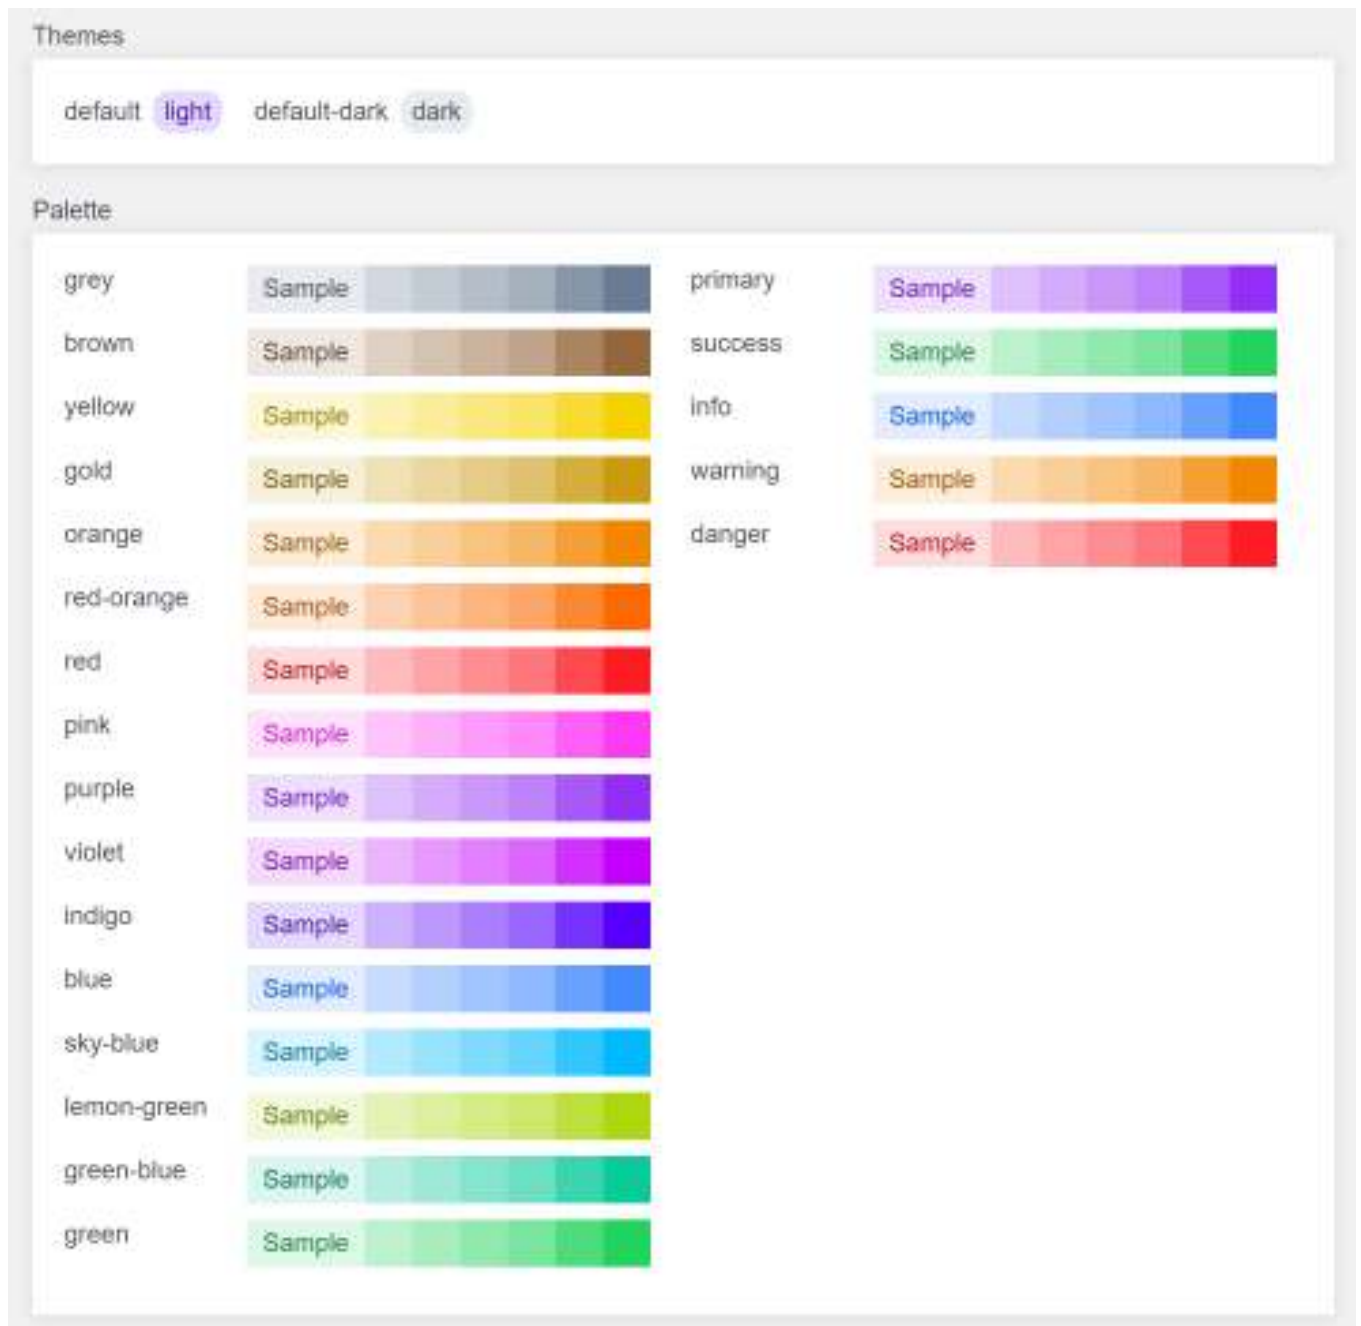 Themes
default light default-dark dark
Palette
grey Sample primary Sample
brown Sample success Sample
yellow Sample info Sample
gold Sample warning Sample
orange Sample danger Sample
red-orange Sample
red Sample
pink Sample
purple Sample
violet Sample
indigo Sample
blue Sample
sky-blue Sample
lemon-green Sample
green-blue Sample
green Sample